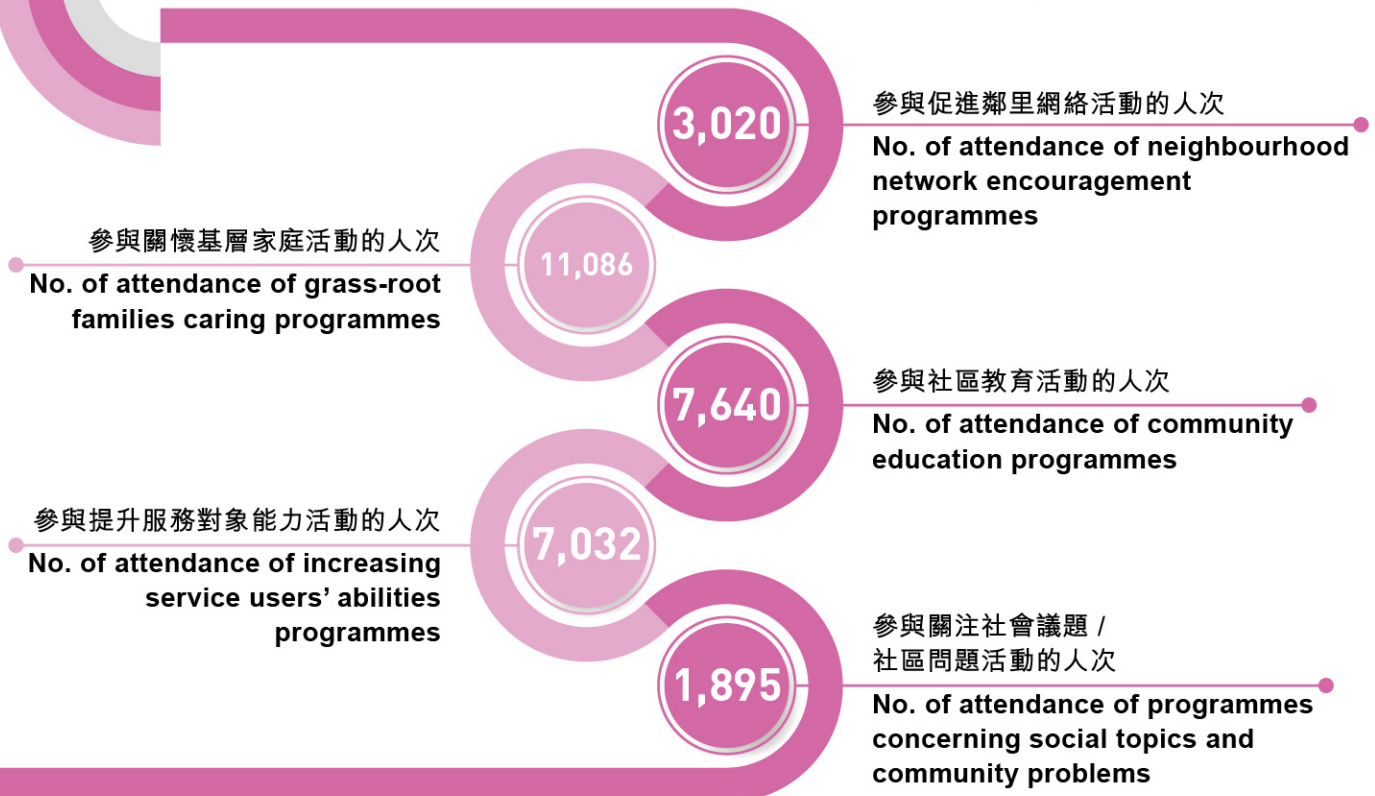 3,020
參與促進鄰里網絡活動的人次
No. of attendance of neighbourhood
network encouragement
programmes
參與關懷基層家庭活動的人次
No. of attendance of grass-root
families caring programmes
11,086
7,640
參與社區教育活動的人次
No. of attendance of community
education programmes
參與提升服務對象能力活動的人次
No. of attendance of increasing
service users’ abilities
programmes
7,032
1,895
參與關注社會議題 /
社區問題活動的人次
No. of attendance of programmes
concerning social topics and
community problems